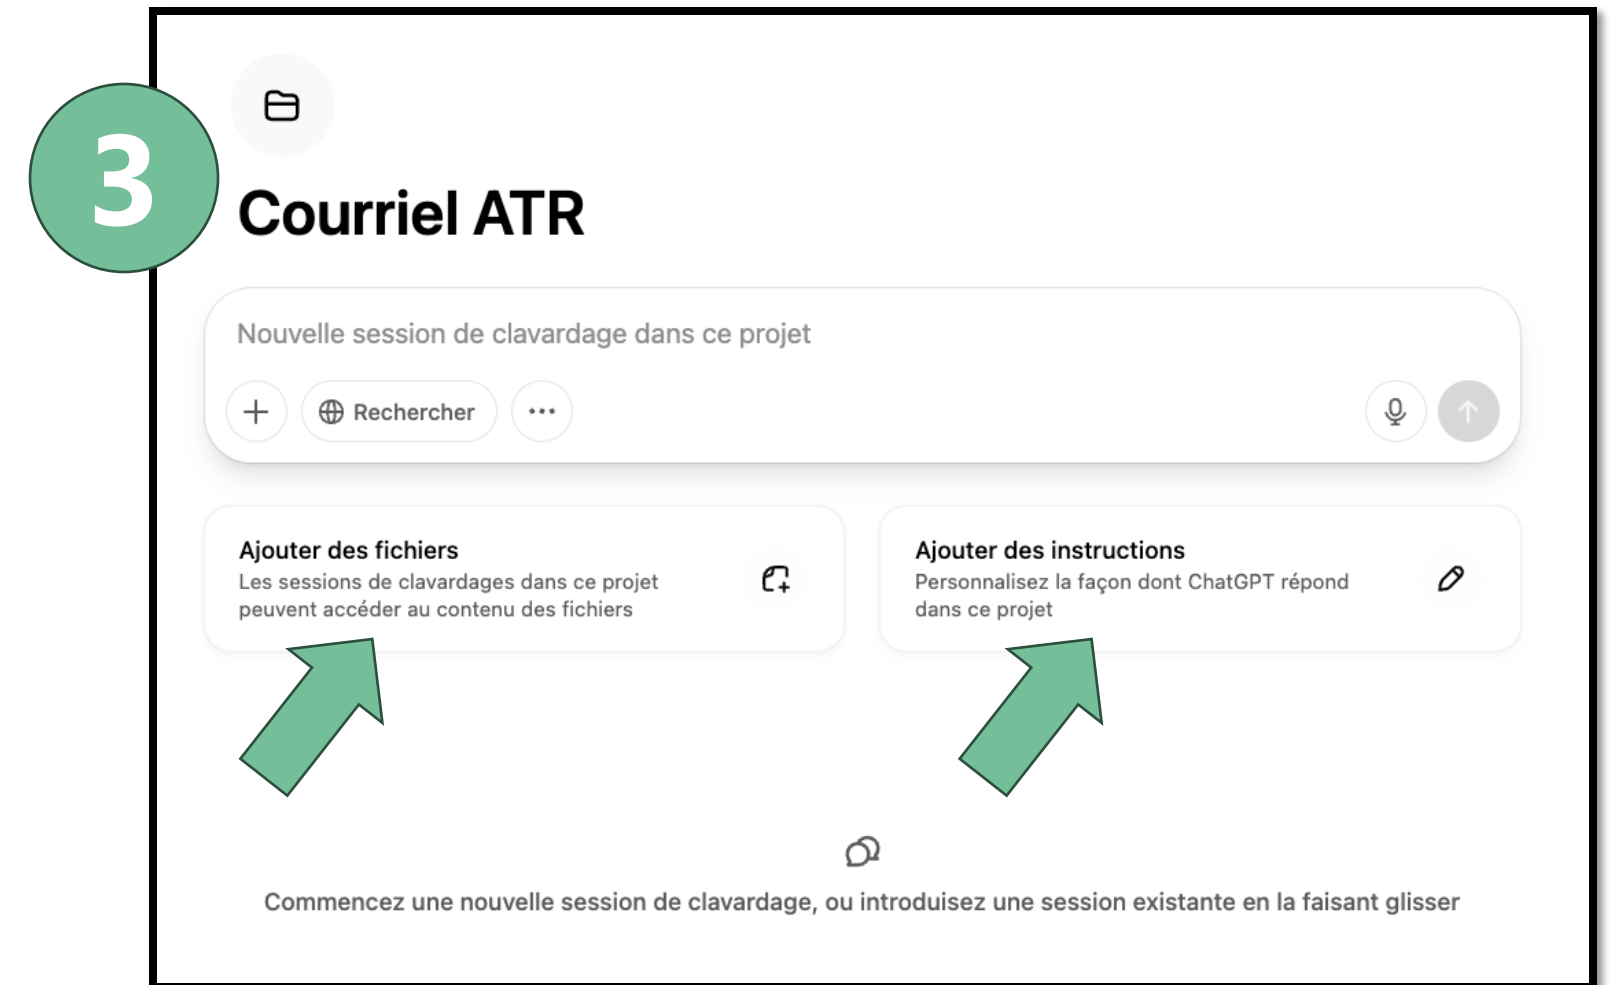 3
Courriel ATR
Nouvelle session de clavardage dans ce projet
Rechercher
Ajouter des fichiers
Les sessions de clavardages dans ce projet
peuvent accéder au contenu des fichiers
Ajouter des instructions
Personnalisez la façon dont ChatGPT répond
dans ce projet
Commencez une nouvelle session de clavardage, ou introduisez une session existante en la faisant glisser